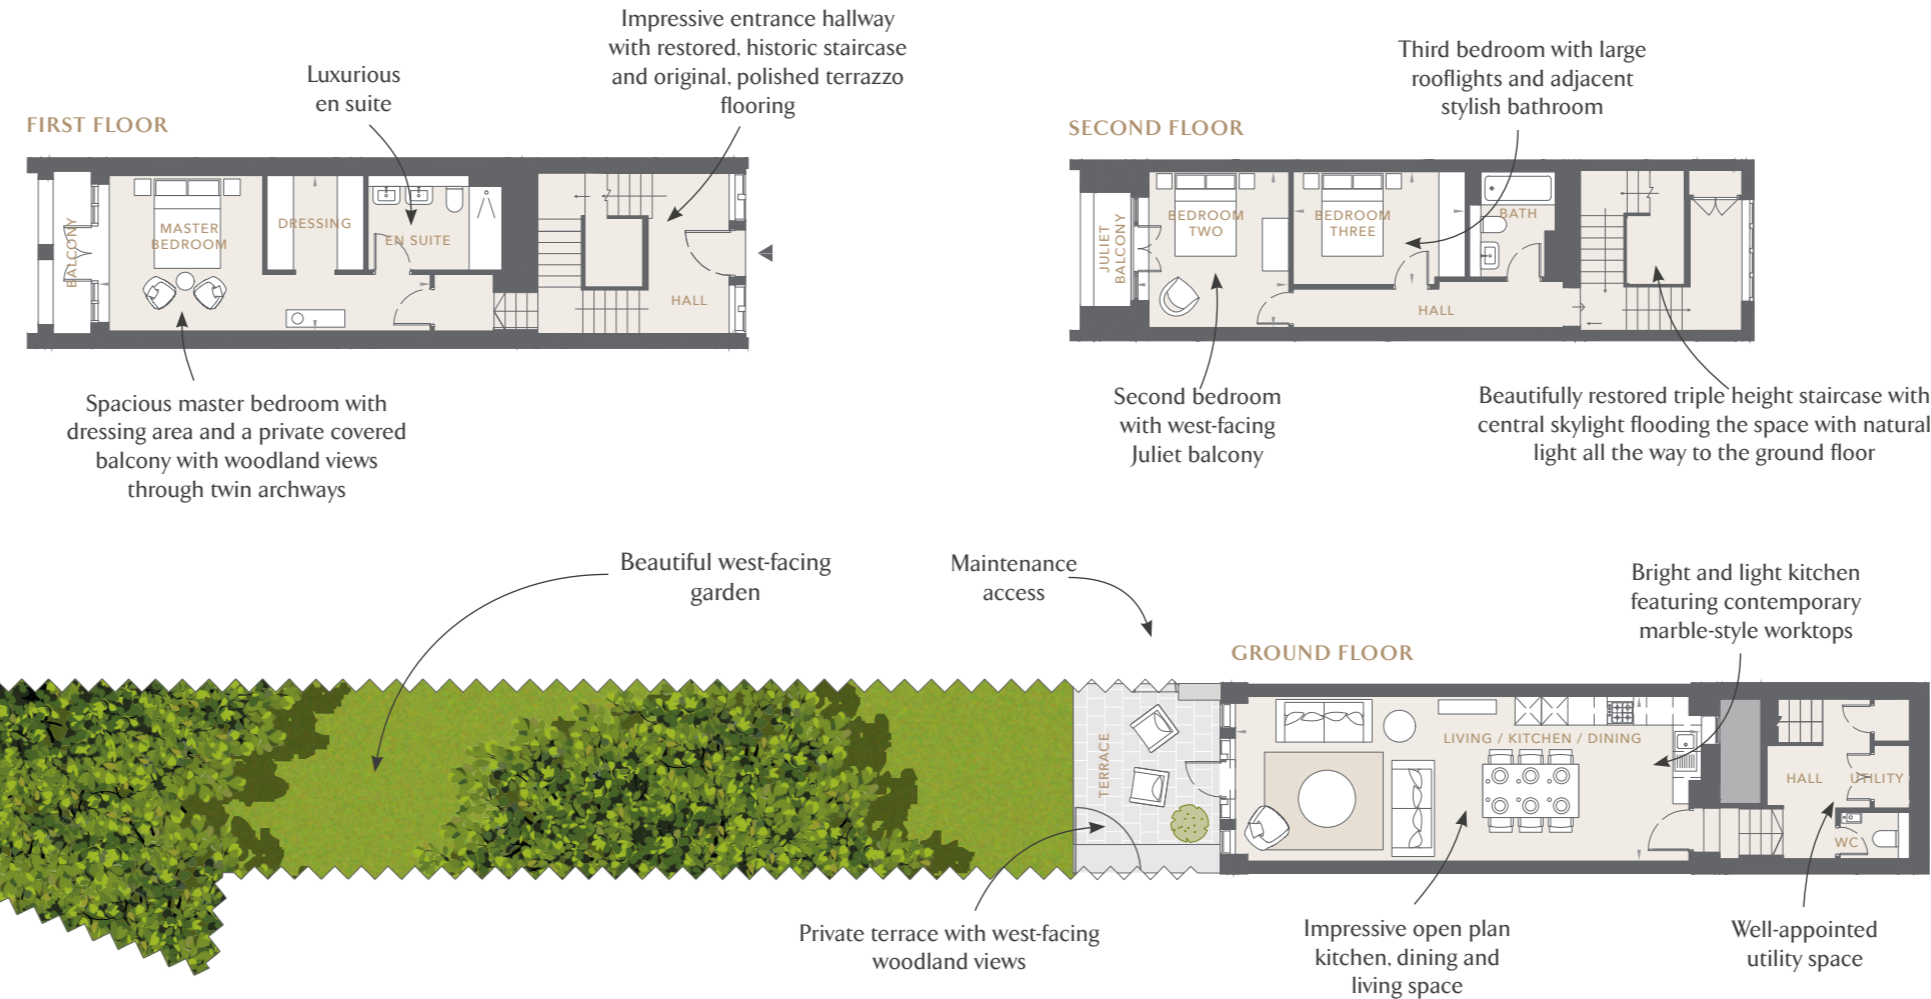 Impressive entrance hallway
with restored, historic staircase
and original, polished terrazzo
flooring
Luxurious
en suite
FIRST FLOOR
BALCONY
MASTER
BEDROOM
DRESSING
EN SUITE
HALL
Spacious master bedroom with
dressing area and a private covered
balcony with woodland views
through twin archways
Third bedroom with large
rooflights and adjacent
stylish bathroom
SECOND FLOOR
JULIET
BALCONY
BEDROOM
TWO
BEDROOM
THREE
BATH
HALL
Second bedroom
with west-facing
Juliet balcony
Beautifully restored triple height staircase with
central skylight flooding the space with natural
light all the way to the ground floor
Beautiful west-facing
garden
Maintenance
access
Bright and light kitchen
featuring contemporary
marble-style worktops
GROUND FLOOR
TERRACE
LIVING / KITCHEN / DINING
HALL
UTILITY
WC
Private terrace with west-facing
woodland views
Impressive open plan
kitchen, dining and
living space
Well-appointed
utility space